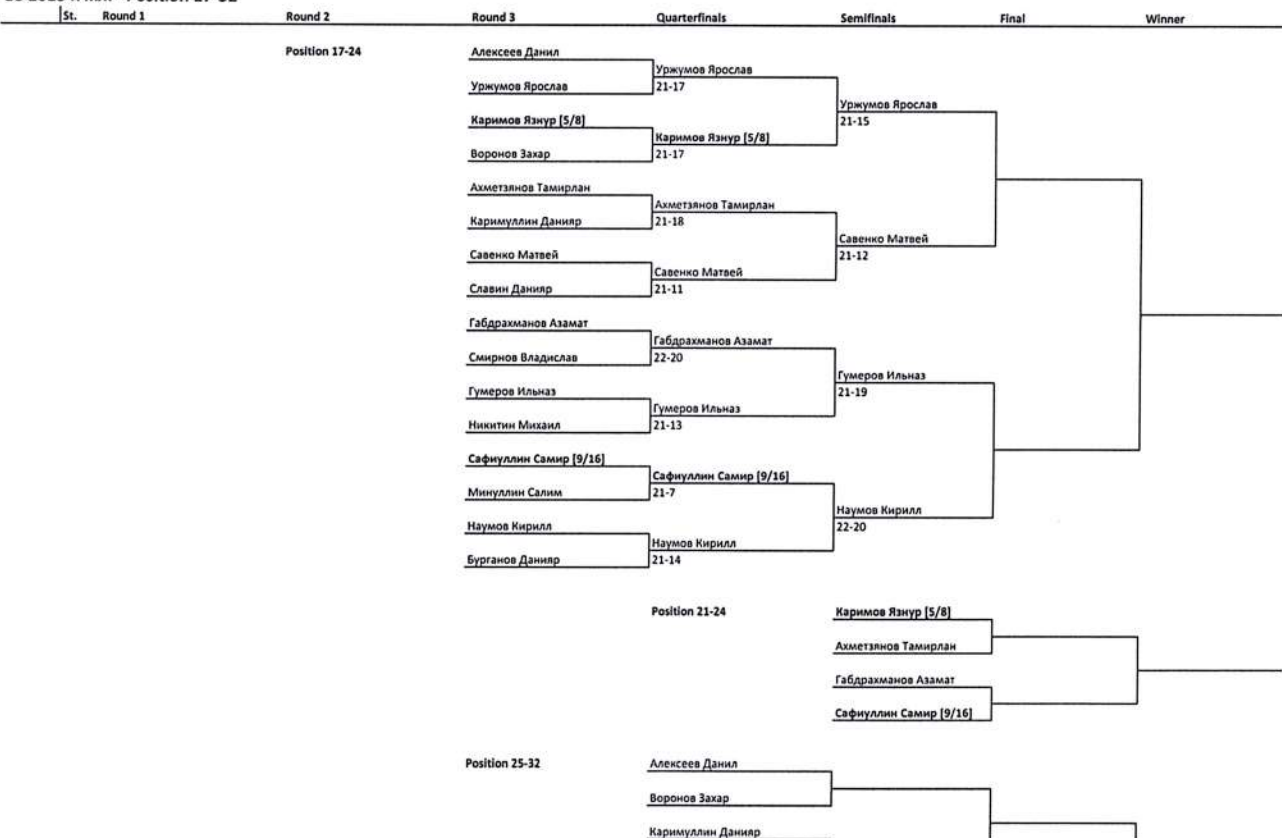 St. Round 1 Round 2 Round 3 Quarterfinals Semifinals Final Winner
Position 17-24
Алексеев Данил
Уржумов Ярослав
Уржумов Ярослав
21-17
Уржумов Ярослав
21-15
Каримов Язнур [5/8]
Каримов Язнур [5/8]
Воронов Захар
21-17
Ахметзянов Тамирлан
Ахметзянов Тамирлан
Каримуллин Данияр
21-18
Савенко Матвей
21-12
Савенко Матвей
Савенко Матвей
Славин Данияр
21-11
Габдрахманов Азамат
Габдрахманов Азамат
Смирнов Владислав
22-20
Гумеров Ильназ
21-19
Гумеров Ильназ
Гумеров Ильназ
Никитин Михаил
21-13
Сафиуллин Самир [9/16]
Сафиуллин Самир [9/16]
Минуллин Салим
21-7
Наумов Кирилл
22-20
Наумов Кирилл
Наумов Кирилл
Бурганов Данияр
21-14
Position 21-24
Каримов Язнур [5/8]
Ахметзянов Тамирлан
Габдрахманов Азамат
Сафиуллин Самир [9/16]
Position 25-32
Алексеев Данил
Воронов Захар
Каримуллин Данияр